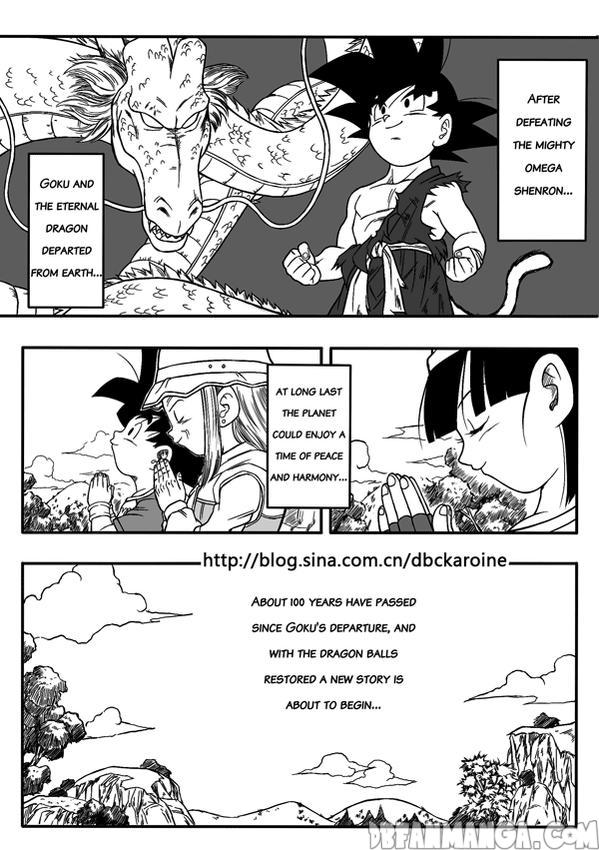 AFTER
DEFEATING
THE MIGHTY
OMEGA
SHENRON...
GOKU AND
THE ETERNAL
DRAGON
DEPARTED
FROM EARTH...
AT LONG LAST
THE PLANET
COULD ENJOY A
TIME OF PEACE
AND HARMONY...
http://blog.sina.com.cn/dbckaroine
ABOUT 100 YEARS HAVE PASSED
SINCE GOKU'S DEPARTURE, AND
WITH THE DRAGON BALLS
RESTORED A NEW STORY IS
ABOUT TO BEGIN...
DBFANMANGA.COM